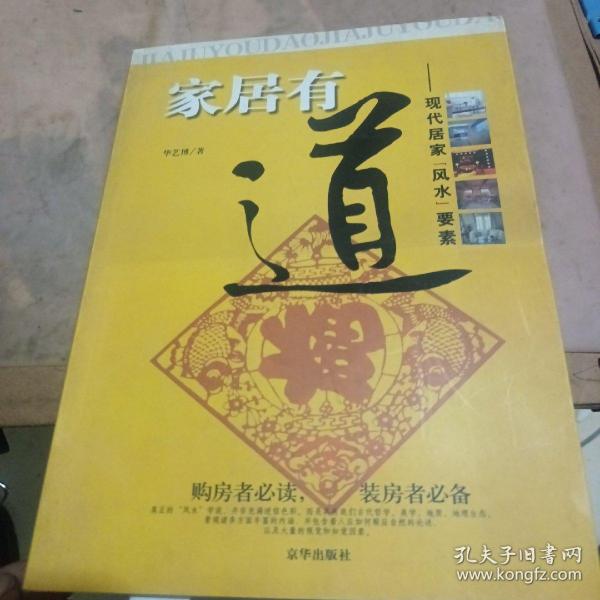 JIAJUYOUDAOJIAJUYOUDA
家居有
道
——现代居家「风水」要素
华艺博/著
购房者必读，装房者必备
京华出版社
孔夫子旧书网
www.kongfz.com